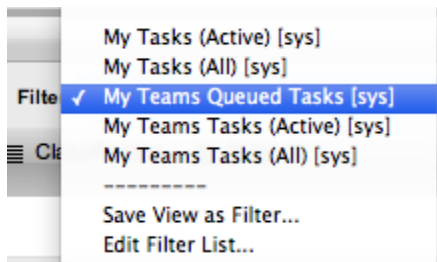 My Tasks (Active) [sys]
My Tasks (All) [sys]
Filte ✓ My Teams Queued Tasks [sys]
My Teams Tasks (Active) [sys]
Cla My Teams Tasks (All) [sys]
---------
Save View as Filter...
Edit Filter List...